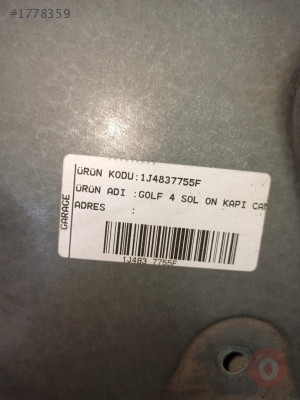 #1778359
ÜRÜN KODU:1J4837755F
ÜRÜN ADI :GOLF 4 SOL ON KAPI CAM
ADRES :
GARAGE
1J483 7755F